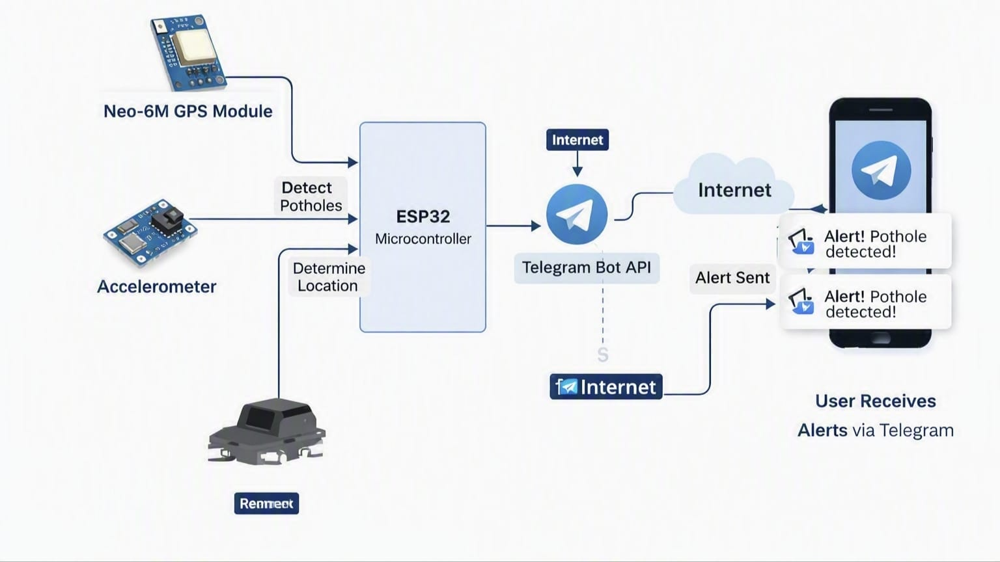 Neo-6M GPS Module
Detect
Potholes
Accelerometer
Determine
Location
ESP32
Microcontroller
Internet
Telegram Bot API
Internet
Alert Sent
S
Internet
Alert! Pothole
detected!
Alert! Pothole
detected!
User Receives
Alerts via Telegram